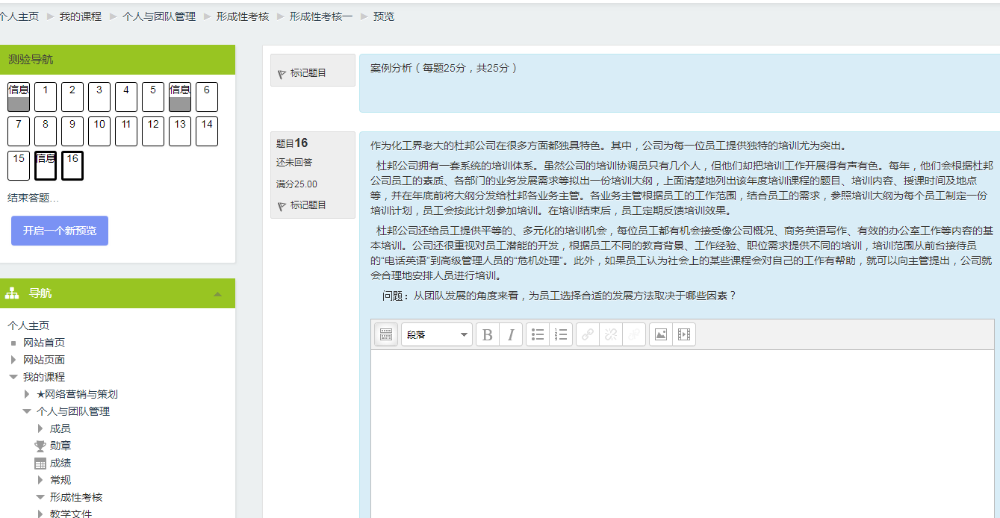 个人主页 ▶ 我的课程 ▶ 个人与团队管理 ▶ 形成性考核 ▶ 形成性考核一 ▶ 预览
测验导航
信息 1 2 3 4 5 信息 6
7 8 9 10 11 12 13 14
15 信息 16
结束答题...
开启一个新预览
导航
个人主页
网站首页
网站页面
我的课程
★网络营销与策划
个人与团队管理
成员
勋章
成绩
常规
形成性考核
教学文件
标记题目
案例分析（每题25分，共25分）
题目16
还未回答
满分25.00
标记题目
作为化工界老大的杜邦公司在很多方面都独具特色。其中，公司为每一位员工提供独特的培训尤为突出。
杜邦公司拥有一套系统的培训体系。虽然公司的培训协调员只有几个人，但他们却把培训工作开展得有声有色。每年，他们会根据杜邦
公司员工的素质、各部门的业务发展需求等拟出一份培训大纲，上面清楚地列出该年度培训课程的题目、培训内容、授课时间及地点
等，并在年底前将大纲分发给杜邦各业务主管。各业务主管根据员工的工作范围，结合员工的需求，参照培训大纲为每个员工制定一份
培训计划，员工会按此计划参加培训。在培训结束后，员工定期反馈培训效果。
杜邦公司还给员工提供平等的、多元化的培训机会，每位员工都有机会接受像公司概况、商务英语写作、有效的办公室工作等内容的基
本培训。公司还很重视对员工潜能的开发，根据员工不同的教育背景、工作经验、职位需求提供不同的培训，培训范围从前台接待员
的“电话英语”到高级管理人员的“危机处理”。此外，如果员工认为社会上的某些课程会对自己的工作有帮助，就可以向主管提出，公司就
会合理地安排人员进行培训。
问题：从团队发展的角度来看，为员工选择合适的发展方法取决于哪些因素？
段落
B I